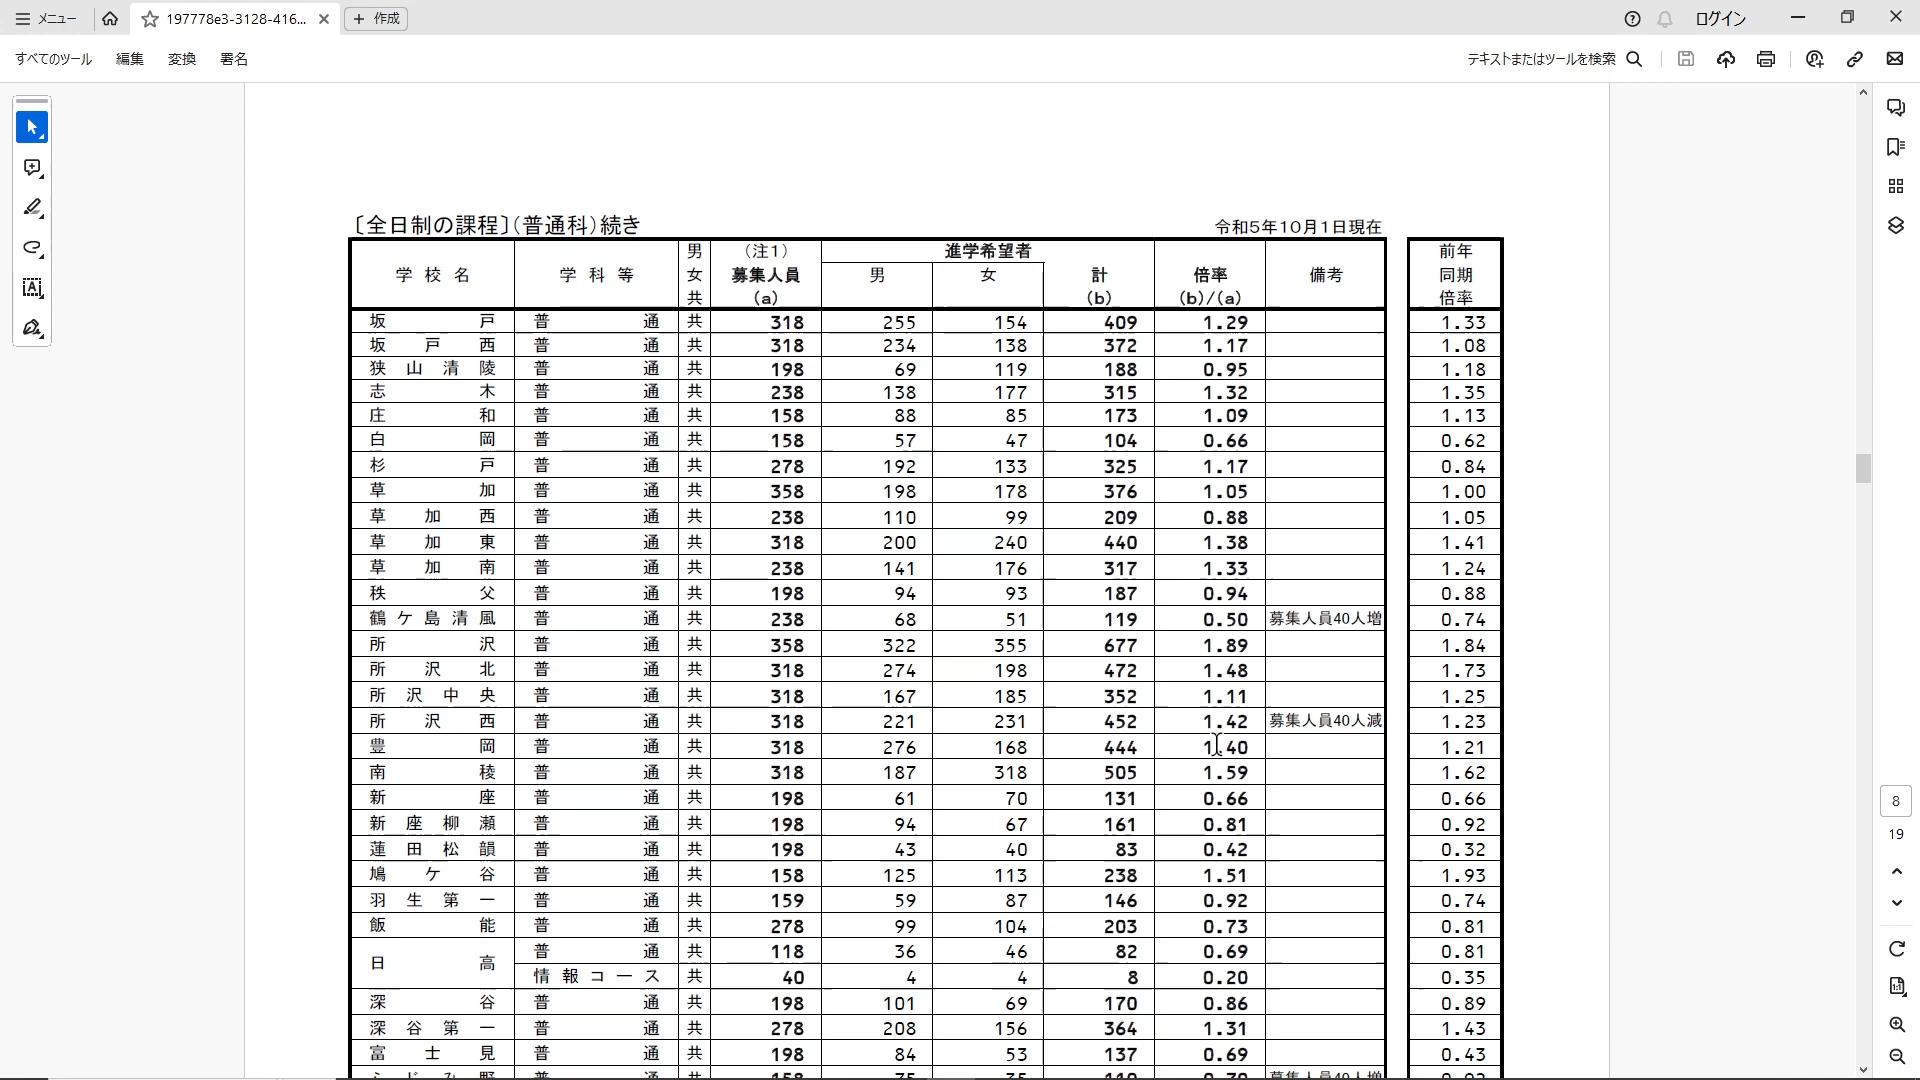 メニュー 197778e3-3128-416... 作成 ログイン
すべてのツール 編集 変換 署名 テキストまたはツールを検索
〔全日制の課程〕(普通科)続き 令和5年10月1日現在
学校名 学科等 男女共 (注1)募集人員(a) 進学希望者 男 女 計(b) 倍率(b)/(a) 備考 前年同期倍率
坂戸 普通 共 318 255 154 409 1.29 1.33
坂戸西 普通 共 318 234 138 372 1.17 1.08
狭山清陵 普通 共 198 69 119 188 0.95 1.18
志木 普通 共 238 138 177 315 1.32 1.35
庄和 普通 共 158 88 85 173 1.09 1.13
白岡 普通 共 158 57 47 104 0.66 0.62
杉戸 普通 共 278 192 133 325 1.17 0.84
草加 普通 共 358 198 178 376 1.05 1.00
草加西 普通 共 238 110 99 209 0.88 1.05
草加東 普通 共 318 200 240 440 1.38 1.41
草加南 普通 共 238 141 176 317 1.33 1.24
秩父 普通 共 198 94 93 187 0.94 0.88
鶴ケ島清風 普通 共 238 68 51 119 0.50 募集人員40人増 0.74
所沢 普通 共 358 322 355 677 1.89 1.84
所沢北 普通 共 318 274 198 472 1.48 1.73
所沢中央 普通 共 318 167 185 352 1.11 1.25
所沢西 普通 共 318 221 231 452 1.42 募集人員40人減 1.23
豊岡 普通 共 318 276 168 444 1.40 1.21
南稜 普通 共 318 187 318 505 1.59 1.62
新座 普通 共 198 61 70 131 0.66 0.66
新座柳瀬 普通 共 198 94 67 161 0.81 0.92
蓮田松韻 普通 共 198 43 40 83 0.42 0.32
鳩ケ谷 普通 共 158 125 113 238 1.51 1.93
羽生第一 普通 共 159 59 87 146 0.92 0.74
飯能 普通 共 278 99 104 203 0.73 0.81
日高 普通 共 118 36 46 82 0.69 0.81
情報コース 共 40 4 4 8 0.20 0.35
深谷 普通 共 198 101 69 170 0.86 0.89
深谷第一 普通 共 278 208 156 364 1.31 1.43
富士見 普通 共 198 84 53 137 0.69 0.43
8
19